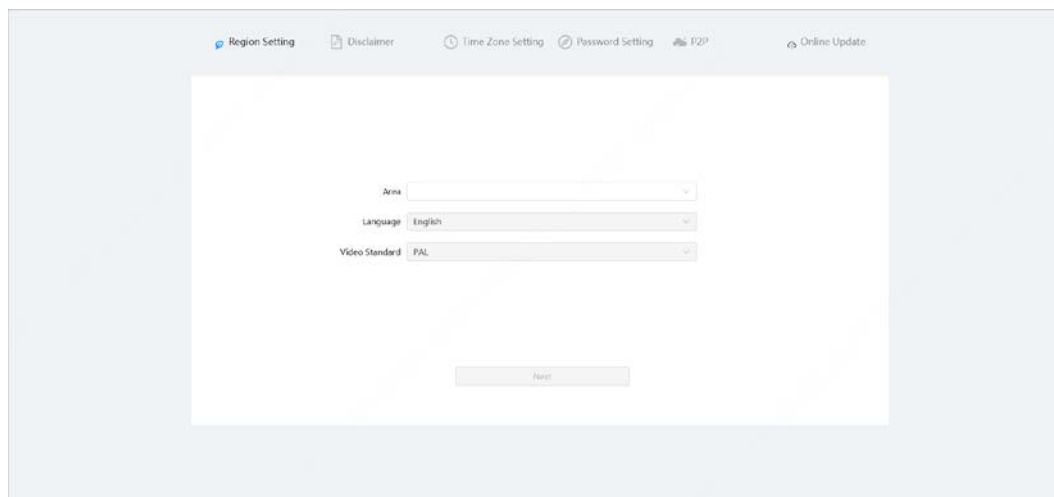 Region Setting Disclaimer Time Zone Setting Password Setting P2P Online Update
Area
Language English
Video Standard PAL
Next